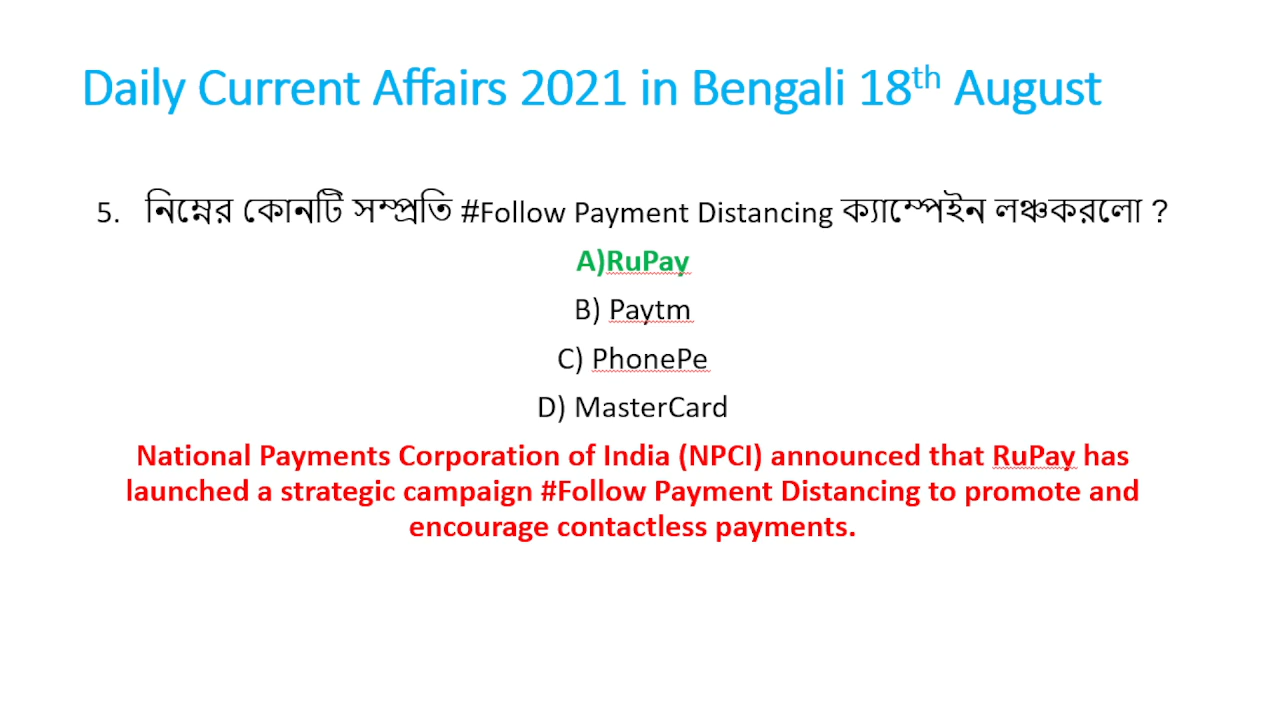 Daily Current Affairs 2021 in Bengali 18th August
5. নিম্নের কোনটি সম্প্রতি #Follow Payment Distancing ক্যাম্পেইন লঞ্চকরলো ?
A)RuPay
B) Paytm
C) PhonePe
D) MasterCard
National Payments Corporation of India (NPCI) announced that RuPay has
launched a strategic campaign #Follow Payment Distancing to promote and
encourage contactless payments.